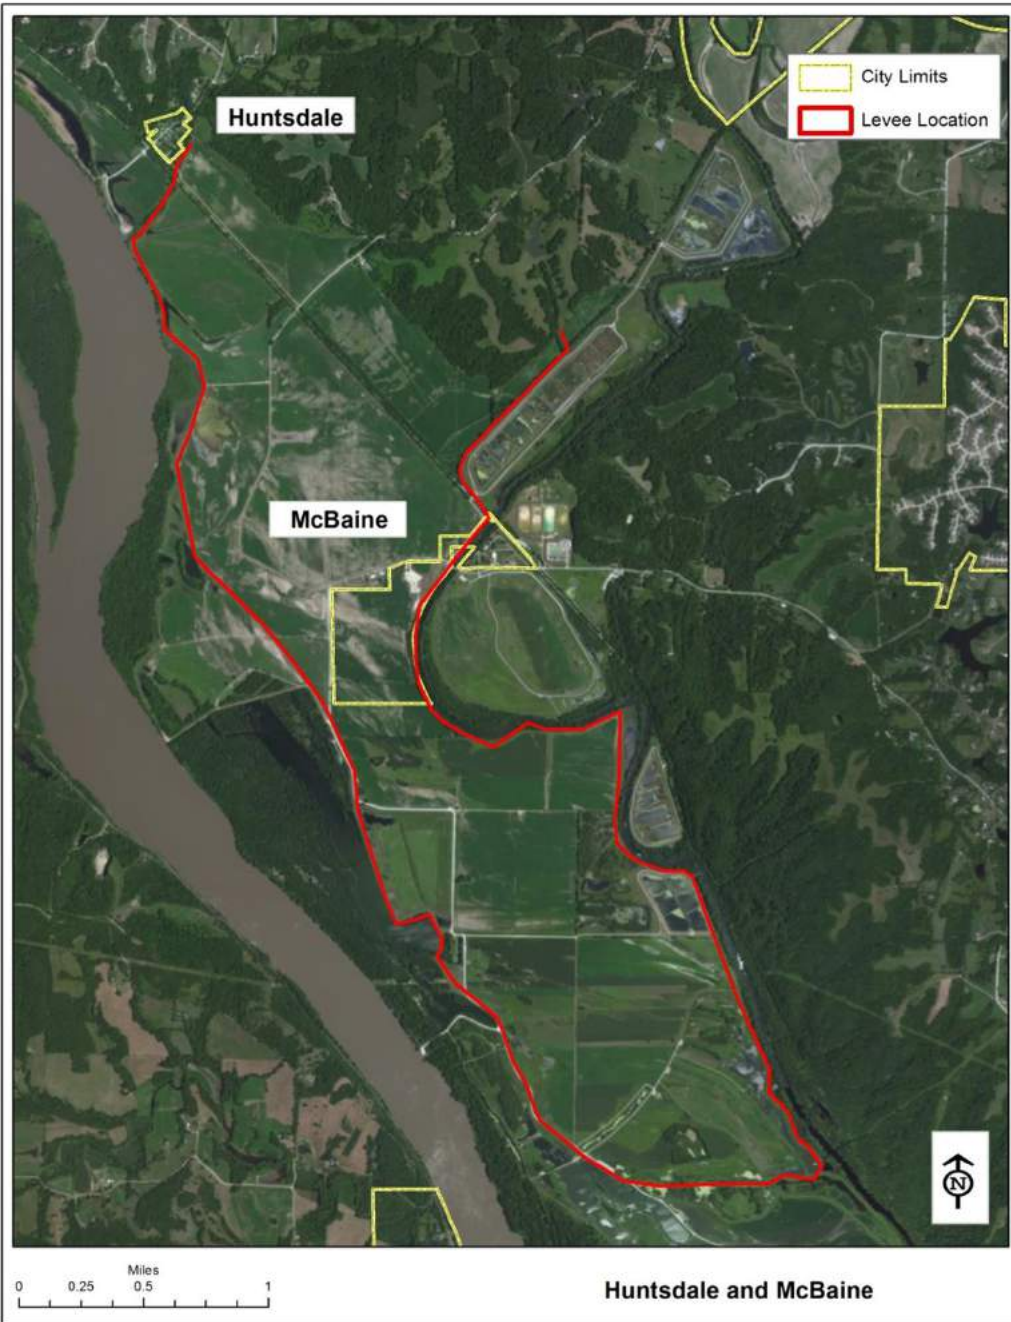 City Limits
Levee Location
Huntsdale
McBaine
N
Miles
0 0.25 0.5 1
Huntsdale and McBaine